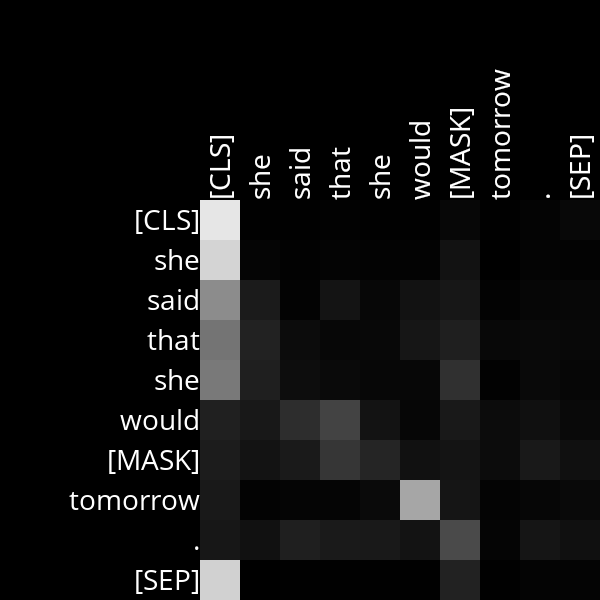 [CLS] she said that she would [MASK] tomorrow . [SEP]
[CLS]
she
said
that
she
would
[MASK]
tomorrow
.
[SEP]